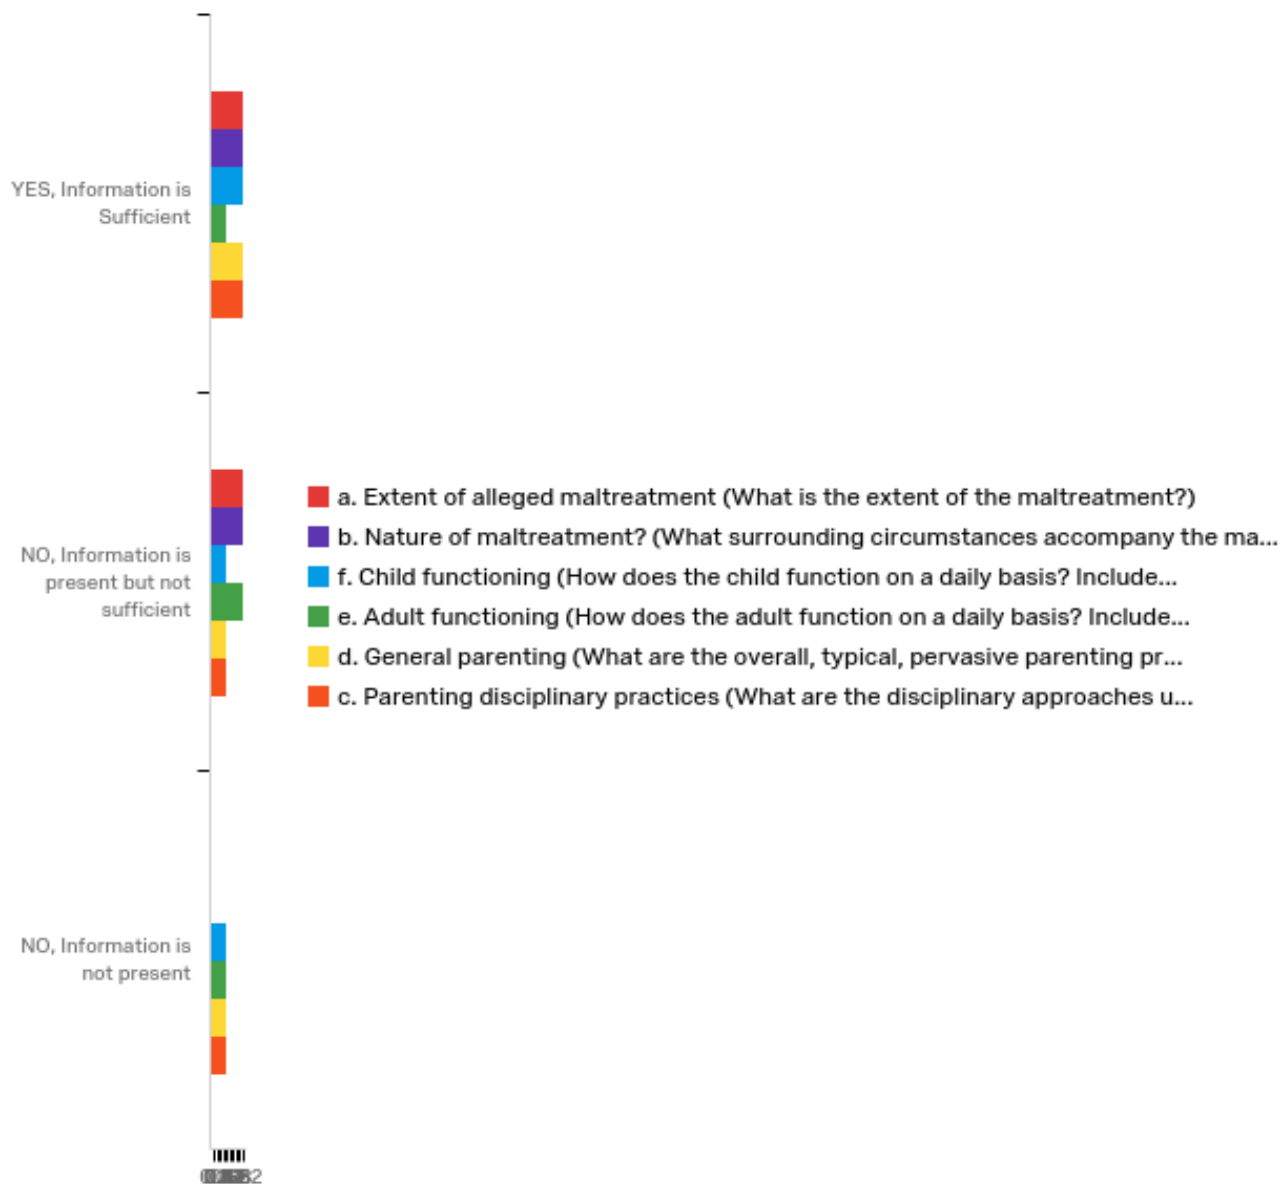 YES, Information is
Sufficient
NO, Information is
present but not
sufficient
a. Extent of alleged maltreatment (What is the extent of the maltreatment?)
b. Nature of maltreatment? (What surrounding circumstances accompany the ma...
f. Child functioning (How does the child function on a daily basis? Include...
e. Adult functioning (How does the adult function on a daily basis? Include...
d. General parenting (What are the overall, typical, pervasive parenting pr...
c. Parenting disciplinary practices (What are the disciplinary approaches u...
NO, Information is
not present